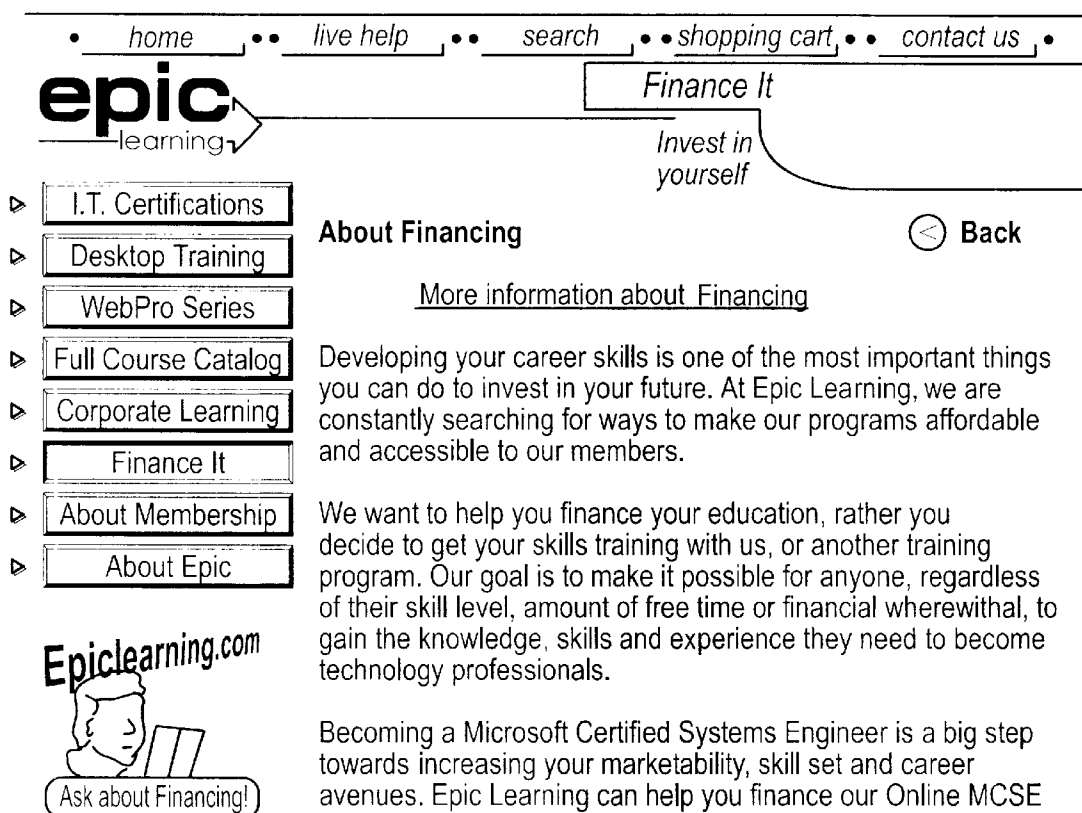 • home •• live help •• search •• shopping cart •• contact us •
epic
learning
Finance It
Invest in
yourself
I.T. Certifications
Desktop Training
WebPro Series
Full Course Catalog
Corporate Learning
Finance It
About Membership
About Epic
Epiclearning.com
Ask about Financing!
About Financing
< Back
More information about Financing
Developing your career skills is one of the most important things
you can do to invest in your future. At Epic Learning, we are
constantly searching for ways to make our programs affordable
and accessible to our members.
We want to help you finance your education, rather you
decide to get your skills training with us, or another training
program. Our goal is to make it possible for anyone, regardless
of their skill level, amount of free time or financial wherewithal, to
gain the knowledge, skills and experience they need to become
technology professionals.
Becoming a Microsoft Certified Systems Engineer is a big step
towards increasing your marketability, skill set and career
avenues. Epic Learning can help you finance our Online MCSE